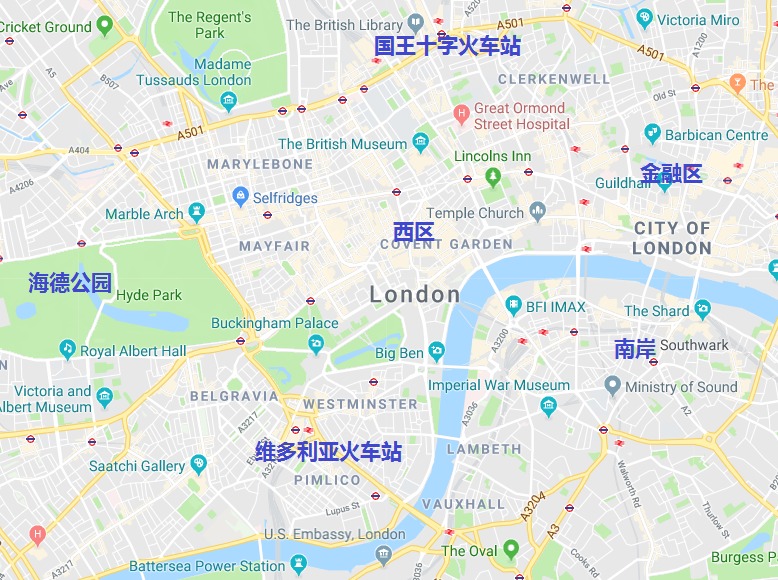 The Regent's
Park
The British Library
A5201
A501
Victoria Miro
Cricket Ground
国王十字火车站
A501
A1200
A5205
B507
Madame
Tussauds London
CLERKENWELL
The
Old St
Great Ormond
Street Hospital
A501
Barbican Centre
The British Museum
A404
Lincolns Inn
MARYLEBONE
金融区
Guildhall
A4206
Selfridges
Marble Arch
Temple Church
西区
CITY OF
LONDON
MAYFAIR
COVENT GARDEN
海德公园
Hyde Park
London
BFI IMAX
The Shard
Buckingham Palace
A3200
南岸
Southwark
Royal Albert Hall
Big Ben
N
Imperial War Museum
Ministry of Sound
Victoria and
Albert Museum
BELGRAVIA
WESTMINSTER
A3217
A3036
A2
维多利亚火车站
LAMBETH
Saatchi Gallery
PIMLICO
Walworth Rd
Lupus St
VAUXHALL
A3204
Thurlow St
A3
U.S. Embassy, London
The Oval
Burgess P
Battersea Power Station
A3217
A3036
Cooks Rd